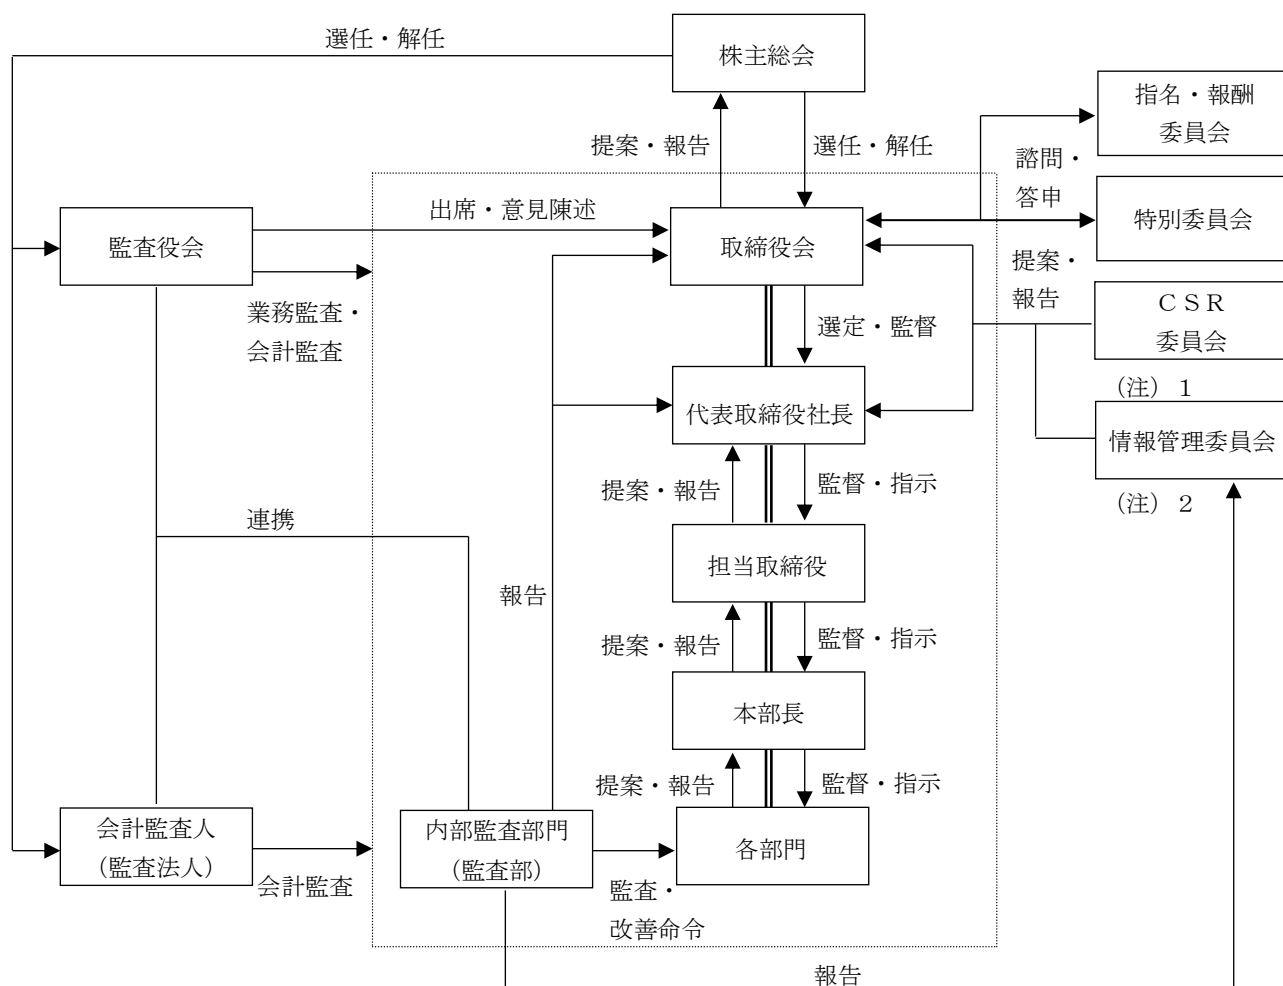 選任・解任
株主総会
指名・報酬
委員会
提案・報告
選任・解任
諮問・
答申
出席・意見陳述
監査役会
取締役会
特別委員会
提案・
報告
業務監査・
会計監査
選定・監督
ＣＳＲ
委員会
（注）１
代表取締役社長
情報管理委員会
（注）２
提案・報告
監督・指示
連携
担当取締役
報告
提案・報告
監督・指示
本部長
提案・報告
監督・指示
会計監査人
（監査法人）
会計監査
内部監査部門
（監査部）
各部門
監査・
改善命令
報告